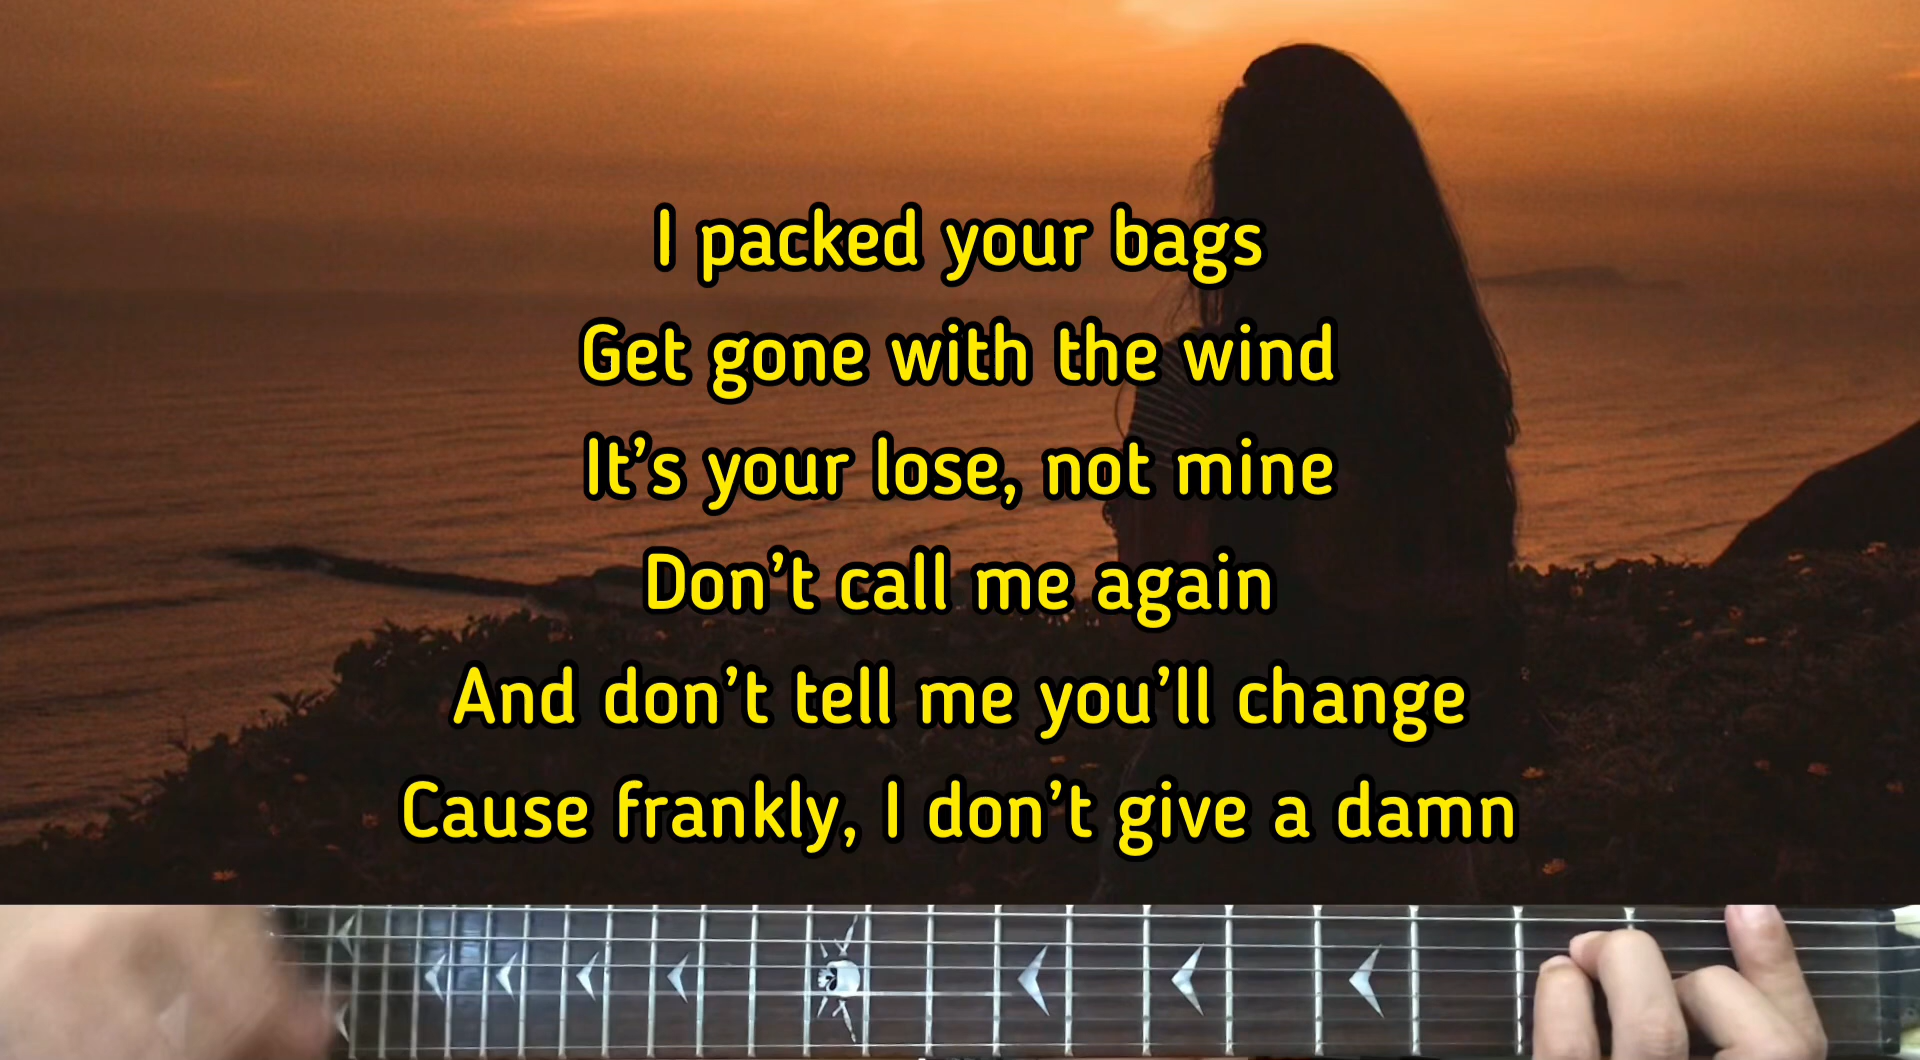 I packed your bags
Get gone with the wind
It’s your lose, not mine
Don’t call me again
And don’t tell me you’ll change
Cause frankly, I don’t give a damn